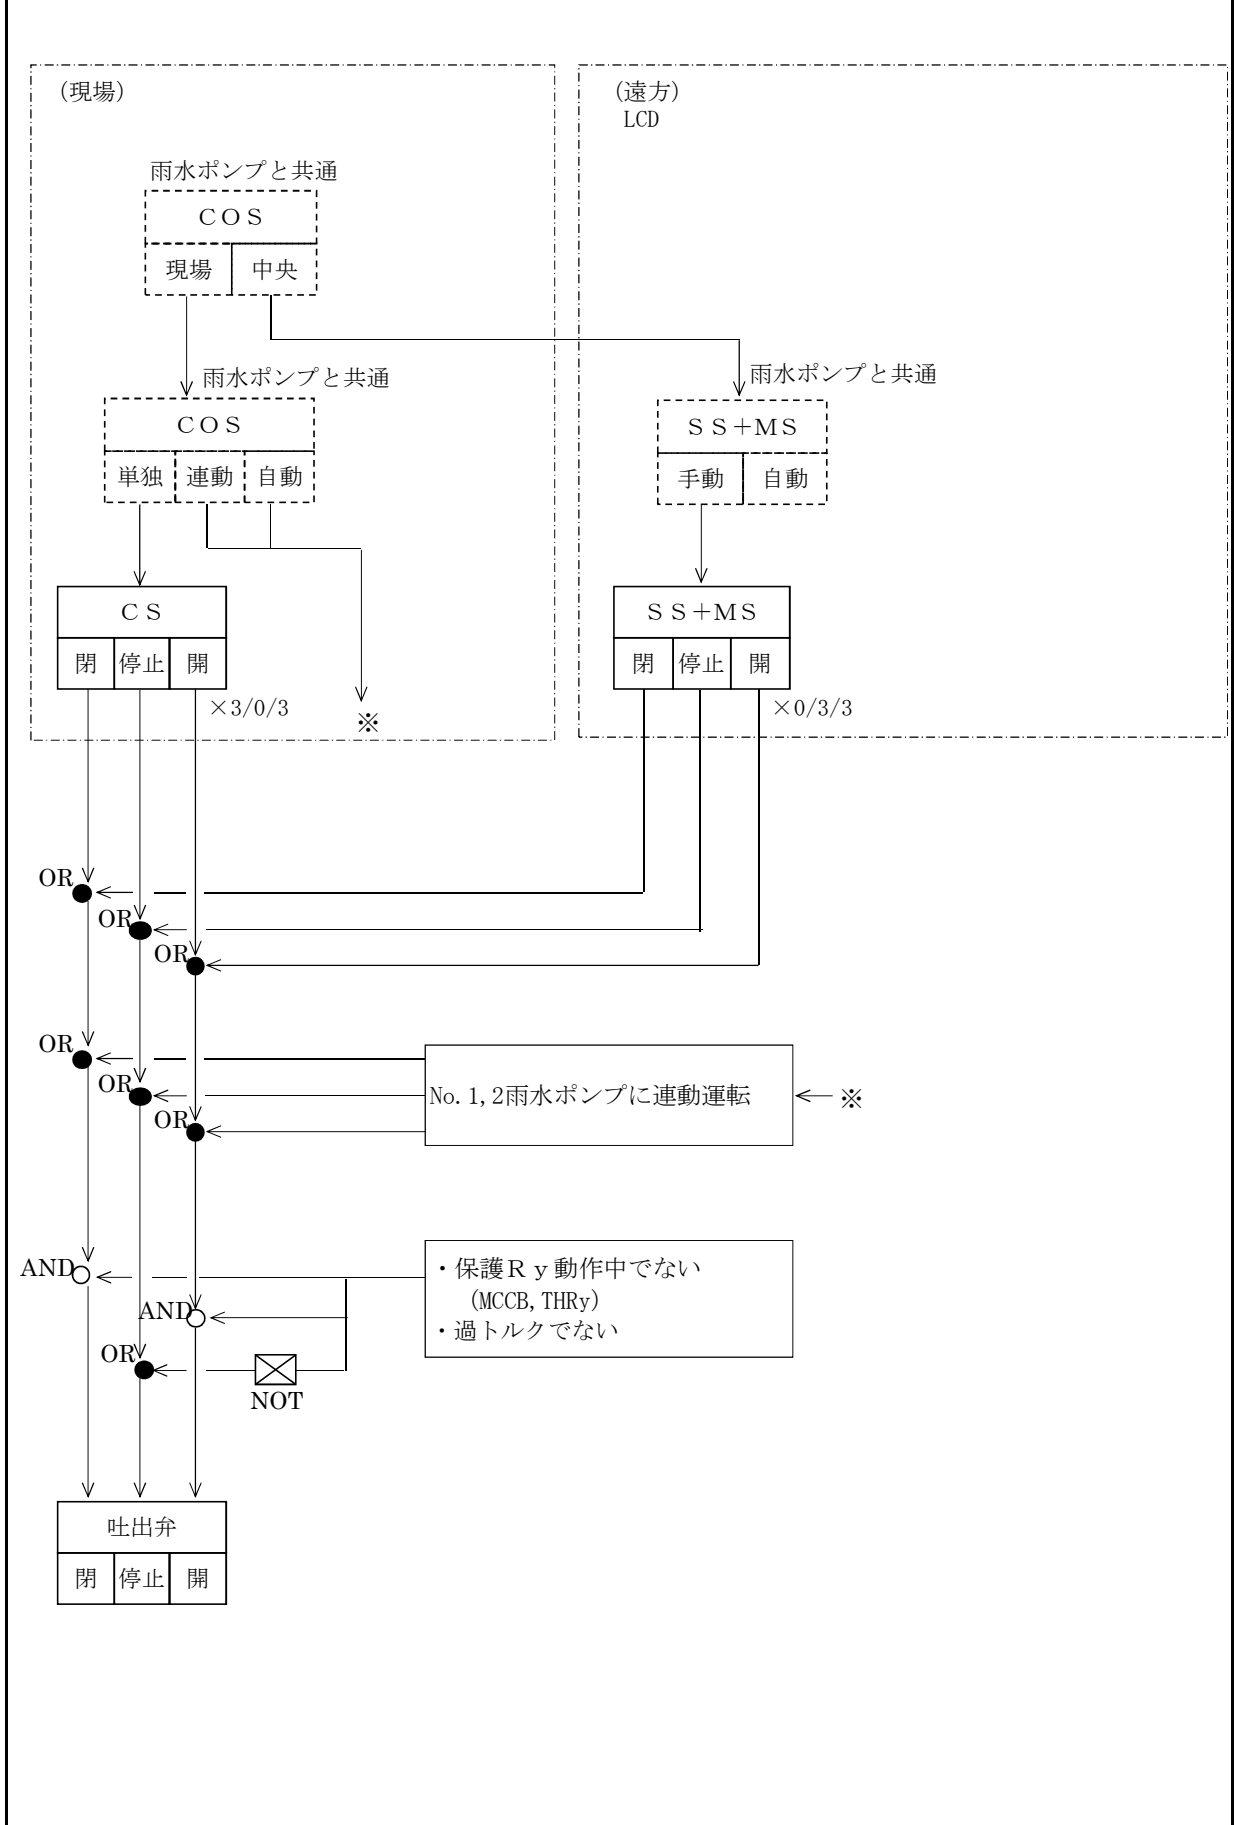 (現場)
(遠方)
LCD
雨水ポンプと共通
ＣＯＳ
現場 中央
雨水ポンプと共通
雨水ポンプと共通
ＣＯＳ
単独 連動 自動
ＳＳ＋ＭＳ
手動 自動
ＣＳ
閉 停止 開
×3/0/3
※
ＳＳ＋ＭＳ
閉 停止 開
×0/3/3
OR
OR
OR
OR
OR
OR
No.1,2雨水ポンプに連動運転
※
AND
AND
OR
NOT
・保護Ｒｙ動作中でない
(MCCB,THRy)
・過トルクでない
吐出弁
閉 停止 開